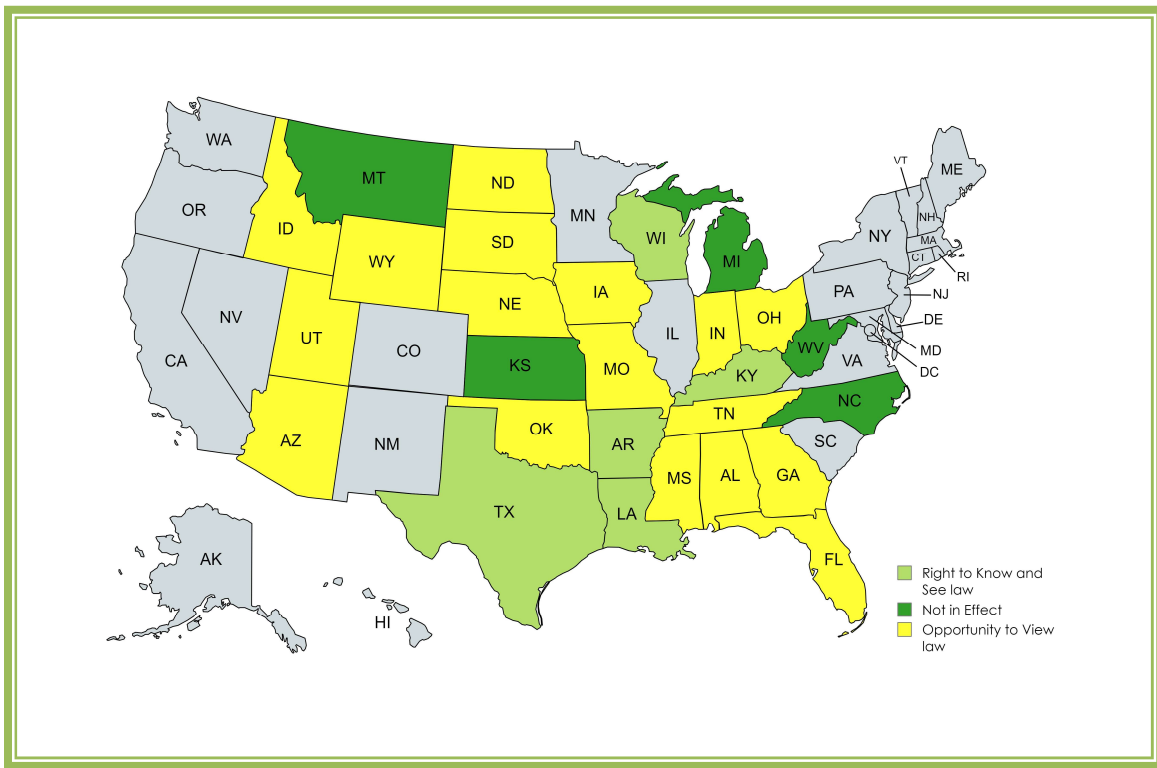 WA
OR
CA
NV
ID
MT
WY
UT
AZ
CO
NM
ND
SD
NE
KS
OK
TX
MN
IA
MO
AR
LA
WI
IL
MI
IN
OH
KY
TN
MS
AL
GA
FL
SC
NC
VA
WV
PA
NY
VT
NH
ME
MA
CT
RI
NJ
DE
MD
DC
AK
HI
Right to Know and
See law
Not in Effect
Opportunity to View
law